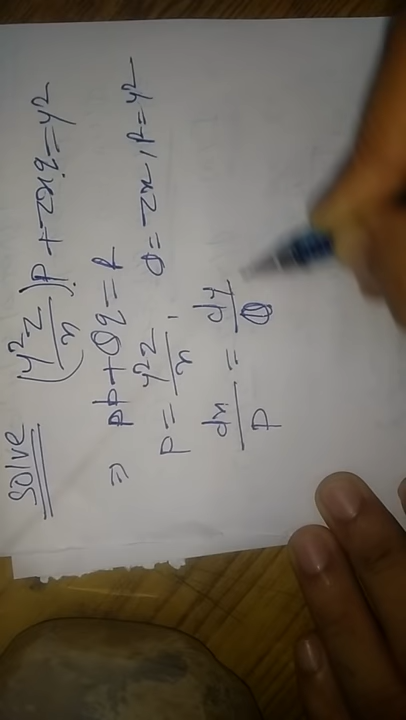 Solve (y²z/x)p + zxq = y²
⇒ Pp + Qq = R
P = y²z/x, Q = zx, R = y²
dx/P = dy/Q